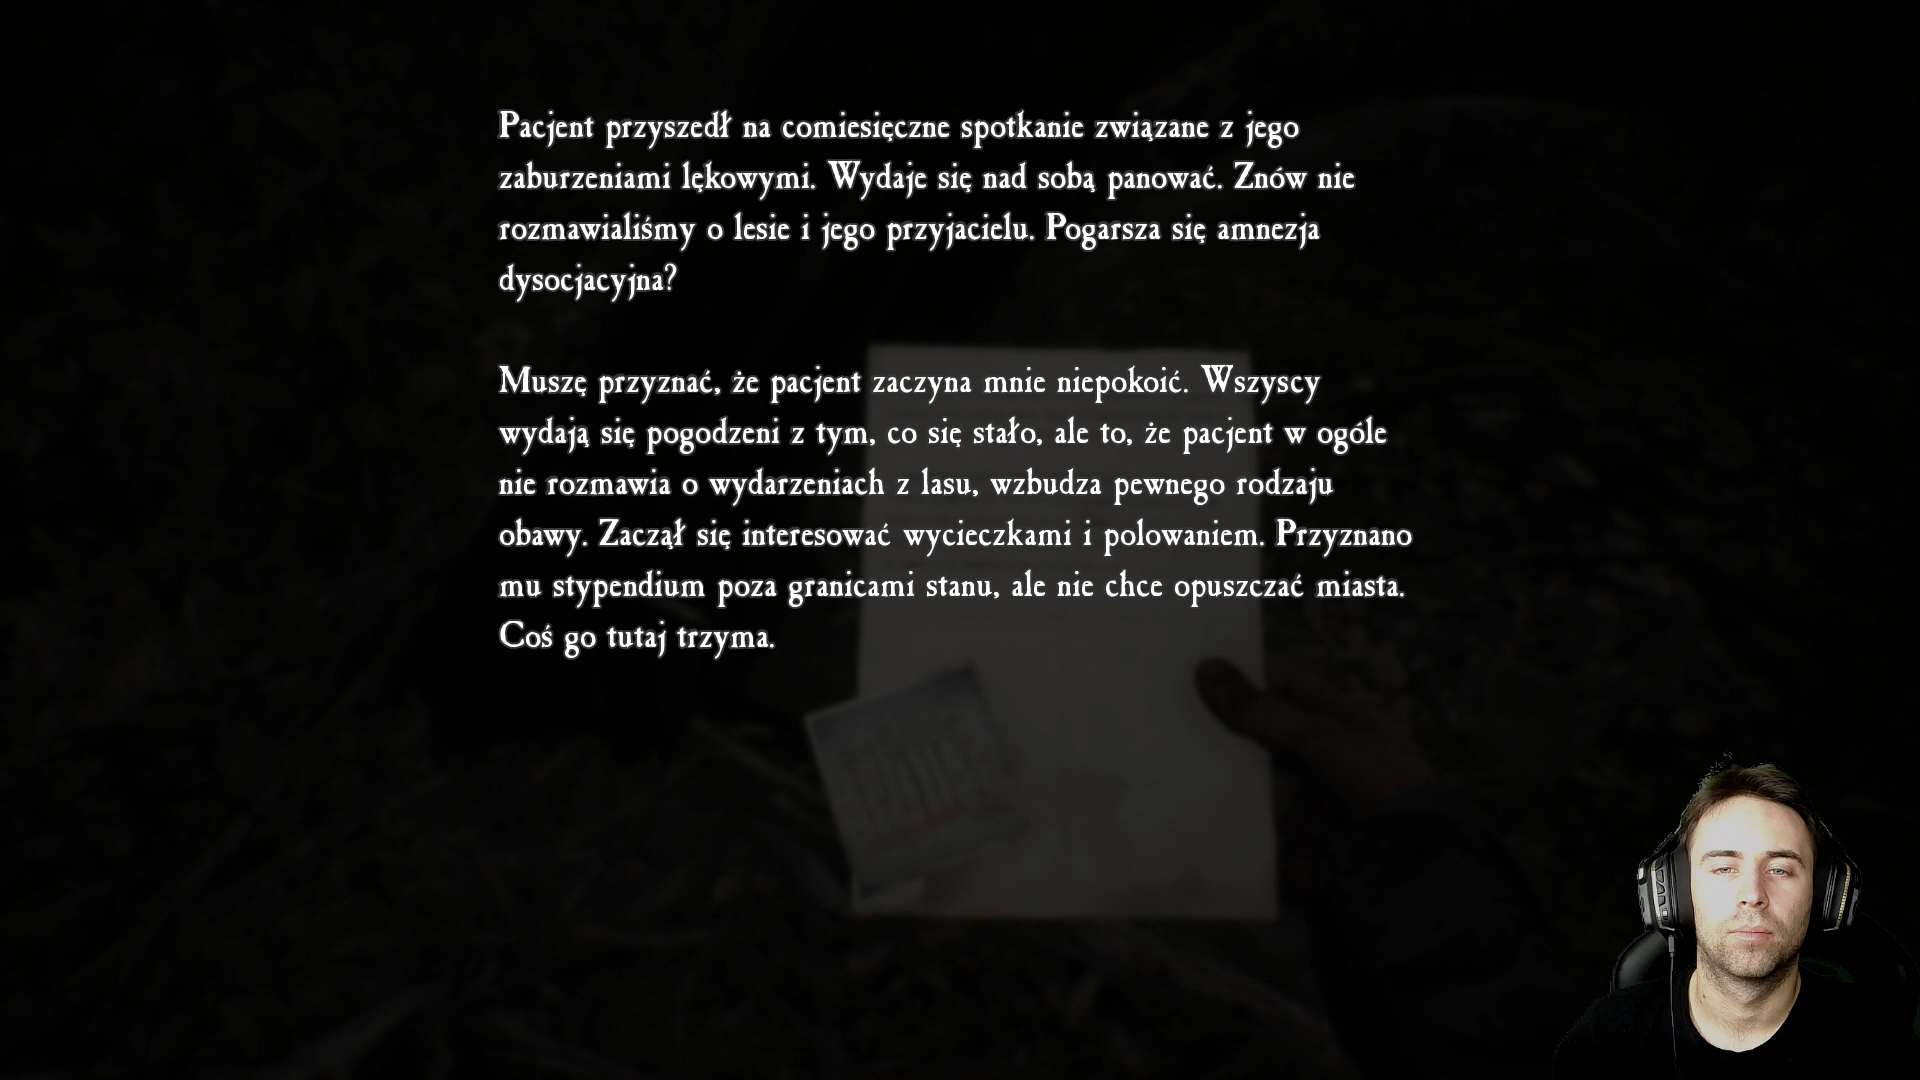 Pacjent przyszedł na comiesięczne spotkanie związane z jego
zaburzeniami lękowymi. Wydaje się nad sobą panować. Znów nie
rozmawialiśmy o lesie i jego przyjacielu. Pogarsza się amnezja
dysocjacyjna?
Muszę przyznać, że pacjent zaczyna mnie niepokoić. Wszyscy
wydają się pogodzeni z tym, co się stało, ale to, że pacjent w ogóle
nie rozmawia o wydarzeniach z lasu, wzbudza pewnego rodzaju
obawy. Zaczął się interesować wycieczkami i polowaniem. Przyznano
mu stypendium poza granicami stanu, ale nie chce opuszczać miasta.
Coś go tutaj trzyma.